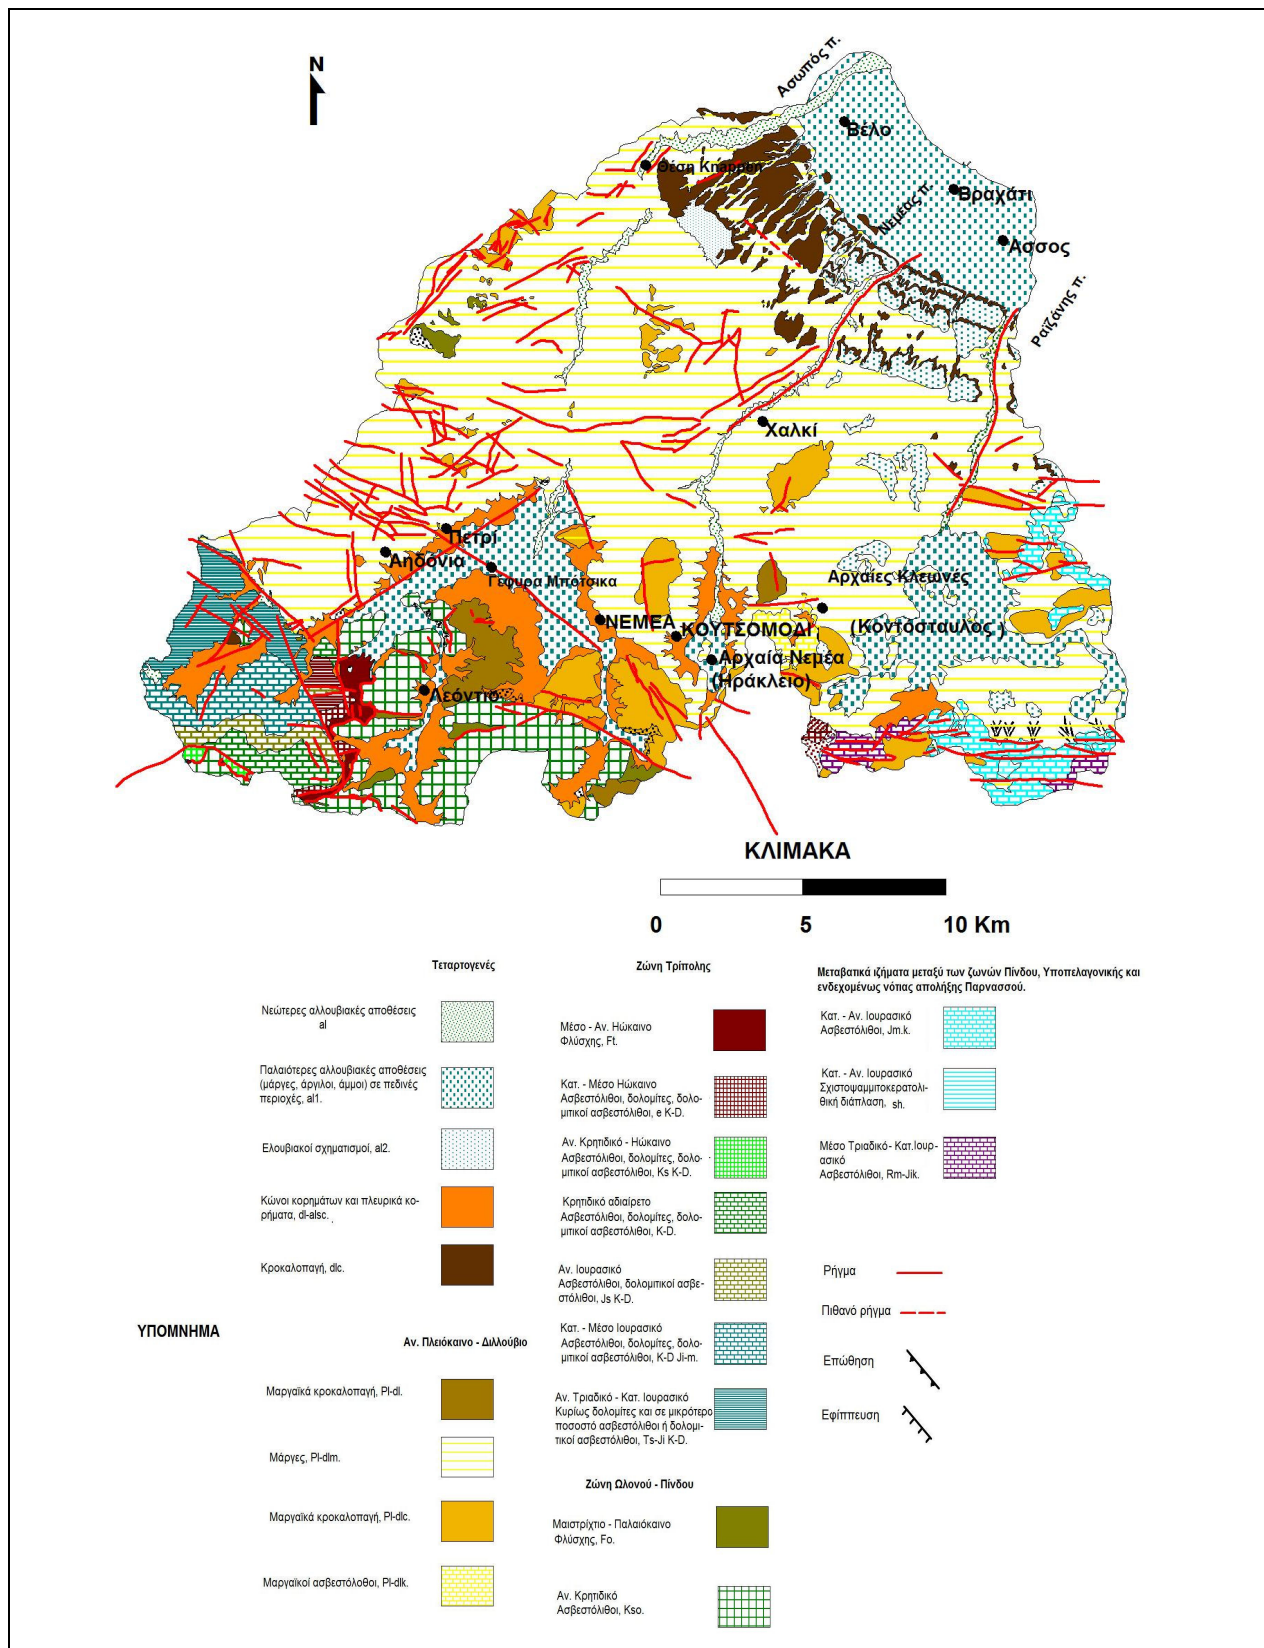 N
Ασωπός π.
Βέλο
Θέση Κnappen
Βραχάτι
Νεμέας π.
Ασσος
Ραϊζάνης π.
Χαλκί
Πετρί
Αηδόνια
Γέφυρα Μπότσικα
Αρχαίες Κλεωνές
(Κοντόσταυλος )
ΝΕΜΕΑ
ΚΟΥΤΣΟΜΟΔΙ
Αρχαία Νεμέα
(Ηράκλειο)
Λεόντιο
ΚΛΙΜΑΚΑ
0 5 10 Km
ΥΠΟΜΝΗΜΑ
Τεταρτογενές
Νεώτερες αλλουβιακές αποθέσεις
al
Παλαιότερες αλλουβιακές αποθέσεις
(μάργες, άργιλοι, άμμοι) σε πεδινές
περιοχές, al1.
Ελουβιακοί σχηματισμοί, al2.
Κώνοι κορημάτων και πλευρικά κο-
ρήματα, dl-alsc.
Κροκαλοπαγή, dlc.
Αν. Πλειόκαινο - Διλλούβιο
Μαργαϊκά κροκαλοπαγή, Pl-dl.
Μάργες, Pl-dlm.
Μαργαϊκά κροκαλοπαγή, Pl-dlc.
Μαργαϊκοί ασβεστόλοθοι, Pl-dlk.
Ζώνη Τρίπολης
Μέσο - Αν. Ηώκαινο
Φλύσχης, Ft.
Κατ. - Μέσο Ηώκαινο
Ασβεστόλιθοι, δολομίτες, δολο-
μιτικοί ασβεστόλιθοι, e K-D.
Αν. Κρητιδικό - Ηώκαινο
Ασβεστόλιθοι, δολομίτες, δολο-
μιτικοί ασβεστόλιθοι, Ks K-D.
Κρητιδικό αδιαίρετο
Ασβεστόλιθοι, δολομίτες, δολο-
μιτικοί ασβεστόλιθοι, K-D.
Αν. Ιουρασικό
Ασβεστόλιθοι, δολομιτικοί ασβε-
στόλιθοι, Js K-D.
Κατ. - Μέσο Ιουρασικό
Ασβεστόλιθοι, δολομίτες, δολο-
μιτικοί ασβεστόλιθοι, K-D Ji-m.
Αν. Τριαδικό - Κατ. Ιουρασικό
Κυρίως δολομίτες και σε μικρότερο
ποσοστό ασβεστόλιθοι ή δολομι-
τικοί ασβεστόλιθοι, Ts-Ji K-D.
Ζώνη Ωλονού - Πίνδου
Μαιστρίχτιο - Παλαιόκαινο
Φλύσχης, Fo.
Αν. Κρητιδικό
Ασβεστόλιθοι, Kso.
Μεταβατικά ιζήματα μεταξύ των ζωνών Πίνδου, Υποπελαγονικής και
ενδεχομένως νότιας απολήξης Παρνασσού.
Κατ. - Αν. Ιουρασικό
Ασβεστόλιθοι, Jm.k.
Κατ. - Αν. Ιουρασικό
Σχιστοψαμμιτοκερατολι-
θική διάπλαση, sh.
Μέσο Τριαδικό- Κατ.Ιουρ-
ασικό
Ασβεστόλιθοι, Rm-Jik.
Ρήγμα
Πιθανό ρήγμα
Επώθηση
Εφίππευση